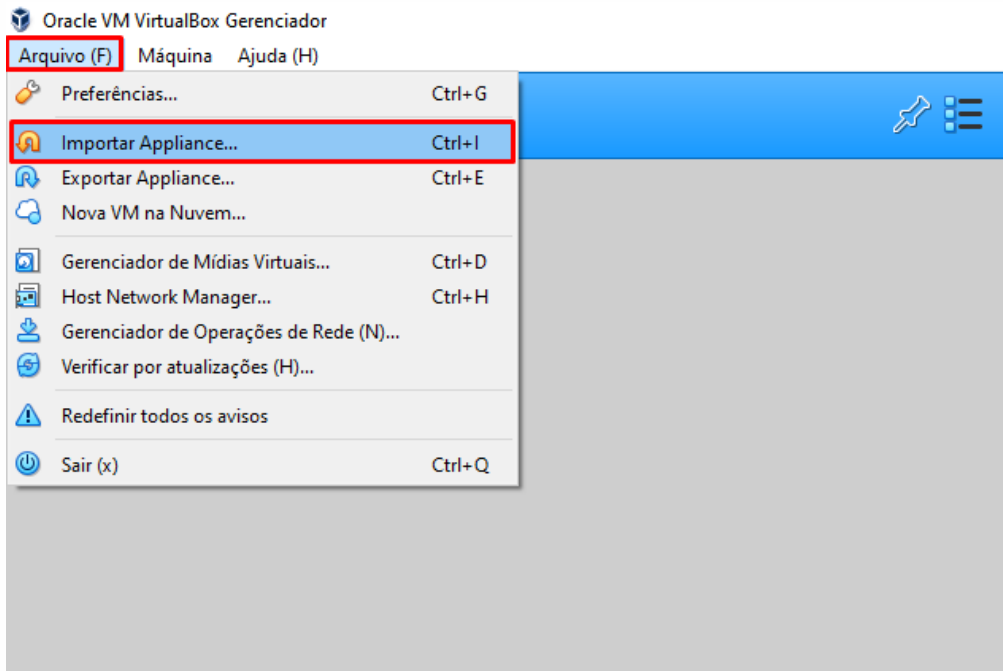 Oracle VM VirtualBox Gerenciador
Arquivo (F) Máquina Ajuda (H)
Preferências... Ctrl+G
Importar Appliance... Ctrl+I
Exportar Appliance... Ctrl+E
Nova VM na Nuvem...
Gerenciador de Mídias Virtuais... Ctrl+D
Host Network Manager... Ctrl+H
Gerenciador de Operações de Rede (N)...
Verificar por atualizações (H)...
Redefinir todos os avisos
Sair (x) Ctrl+Q